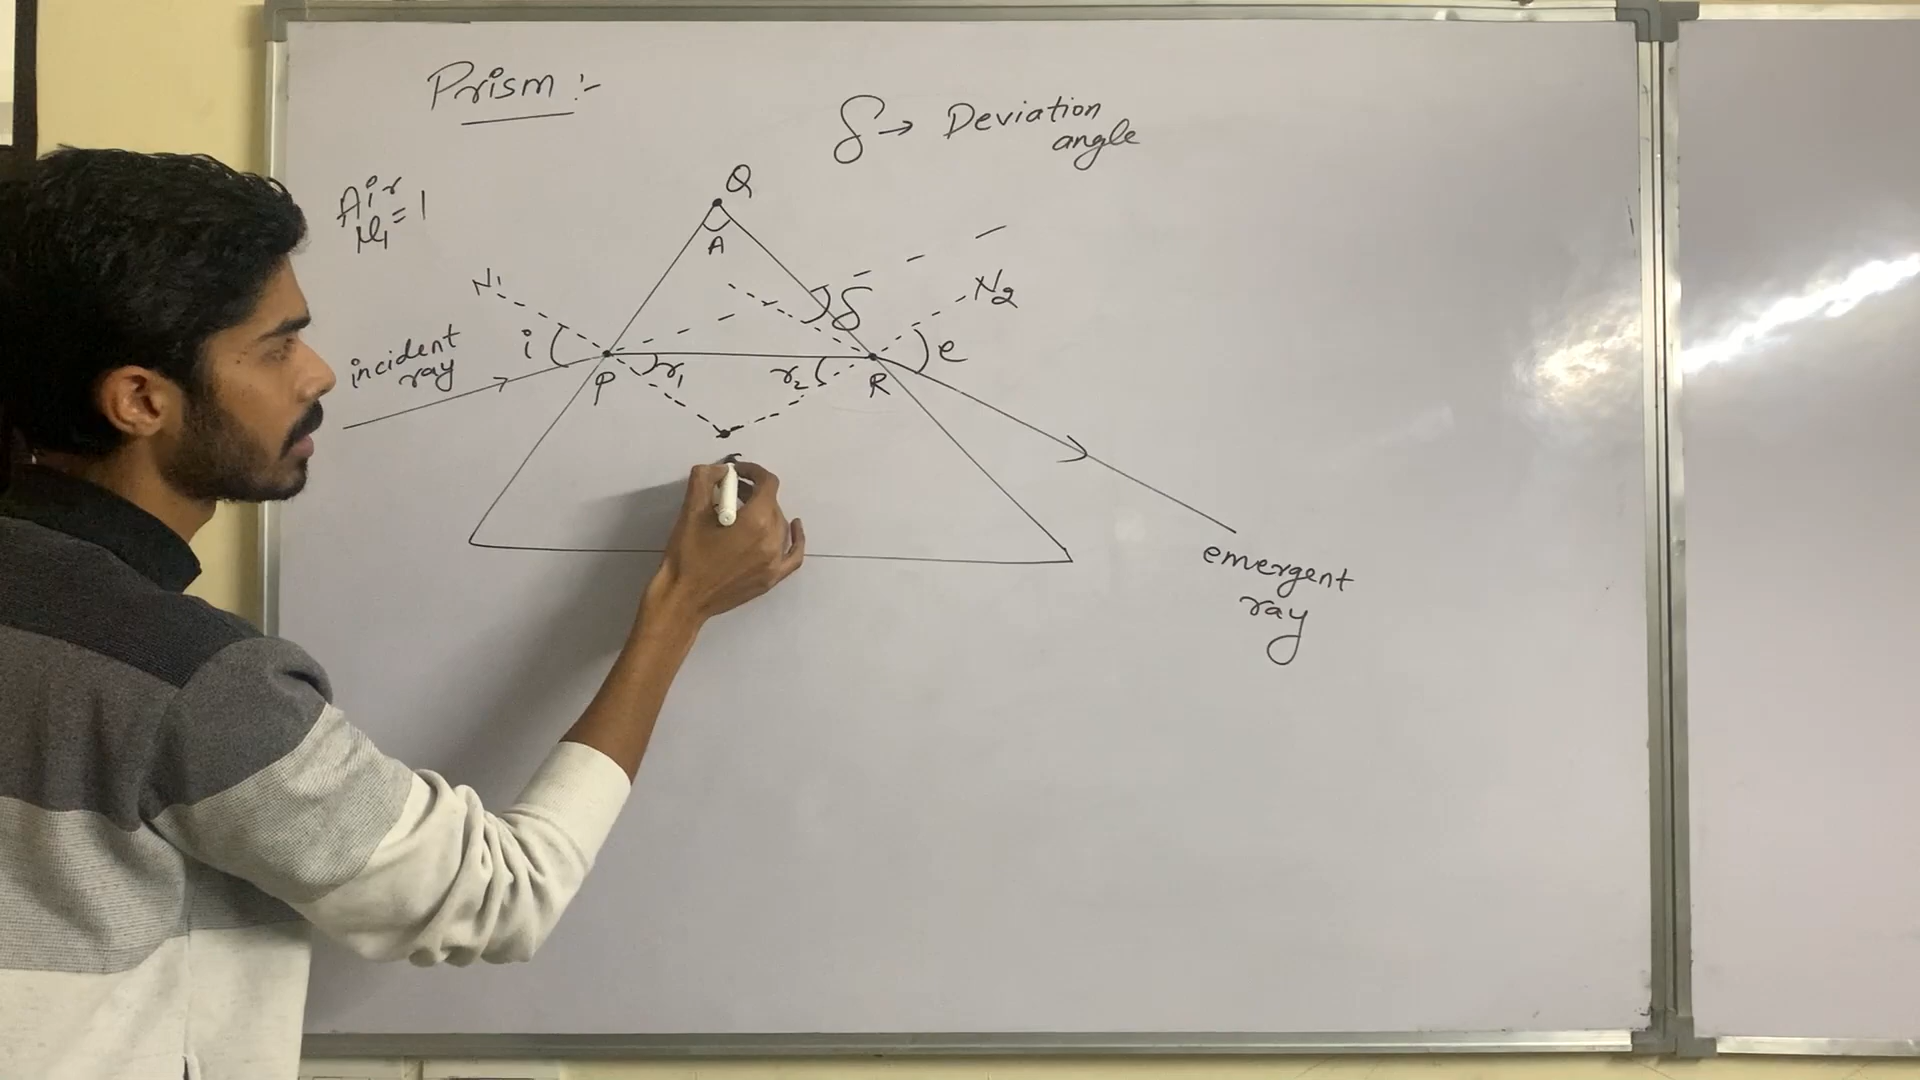 Prism :-
δ → Deviation
angle
Air
μ₁ = 1
Q
A
N₁
N₂
δ
i
e
incident
ray
P
r₁
r₂
R
emergent
ray